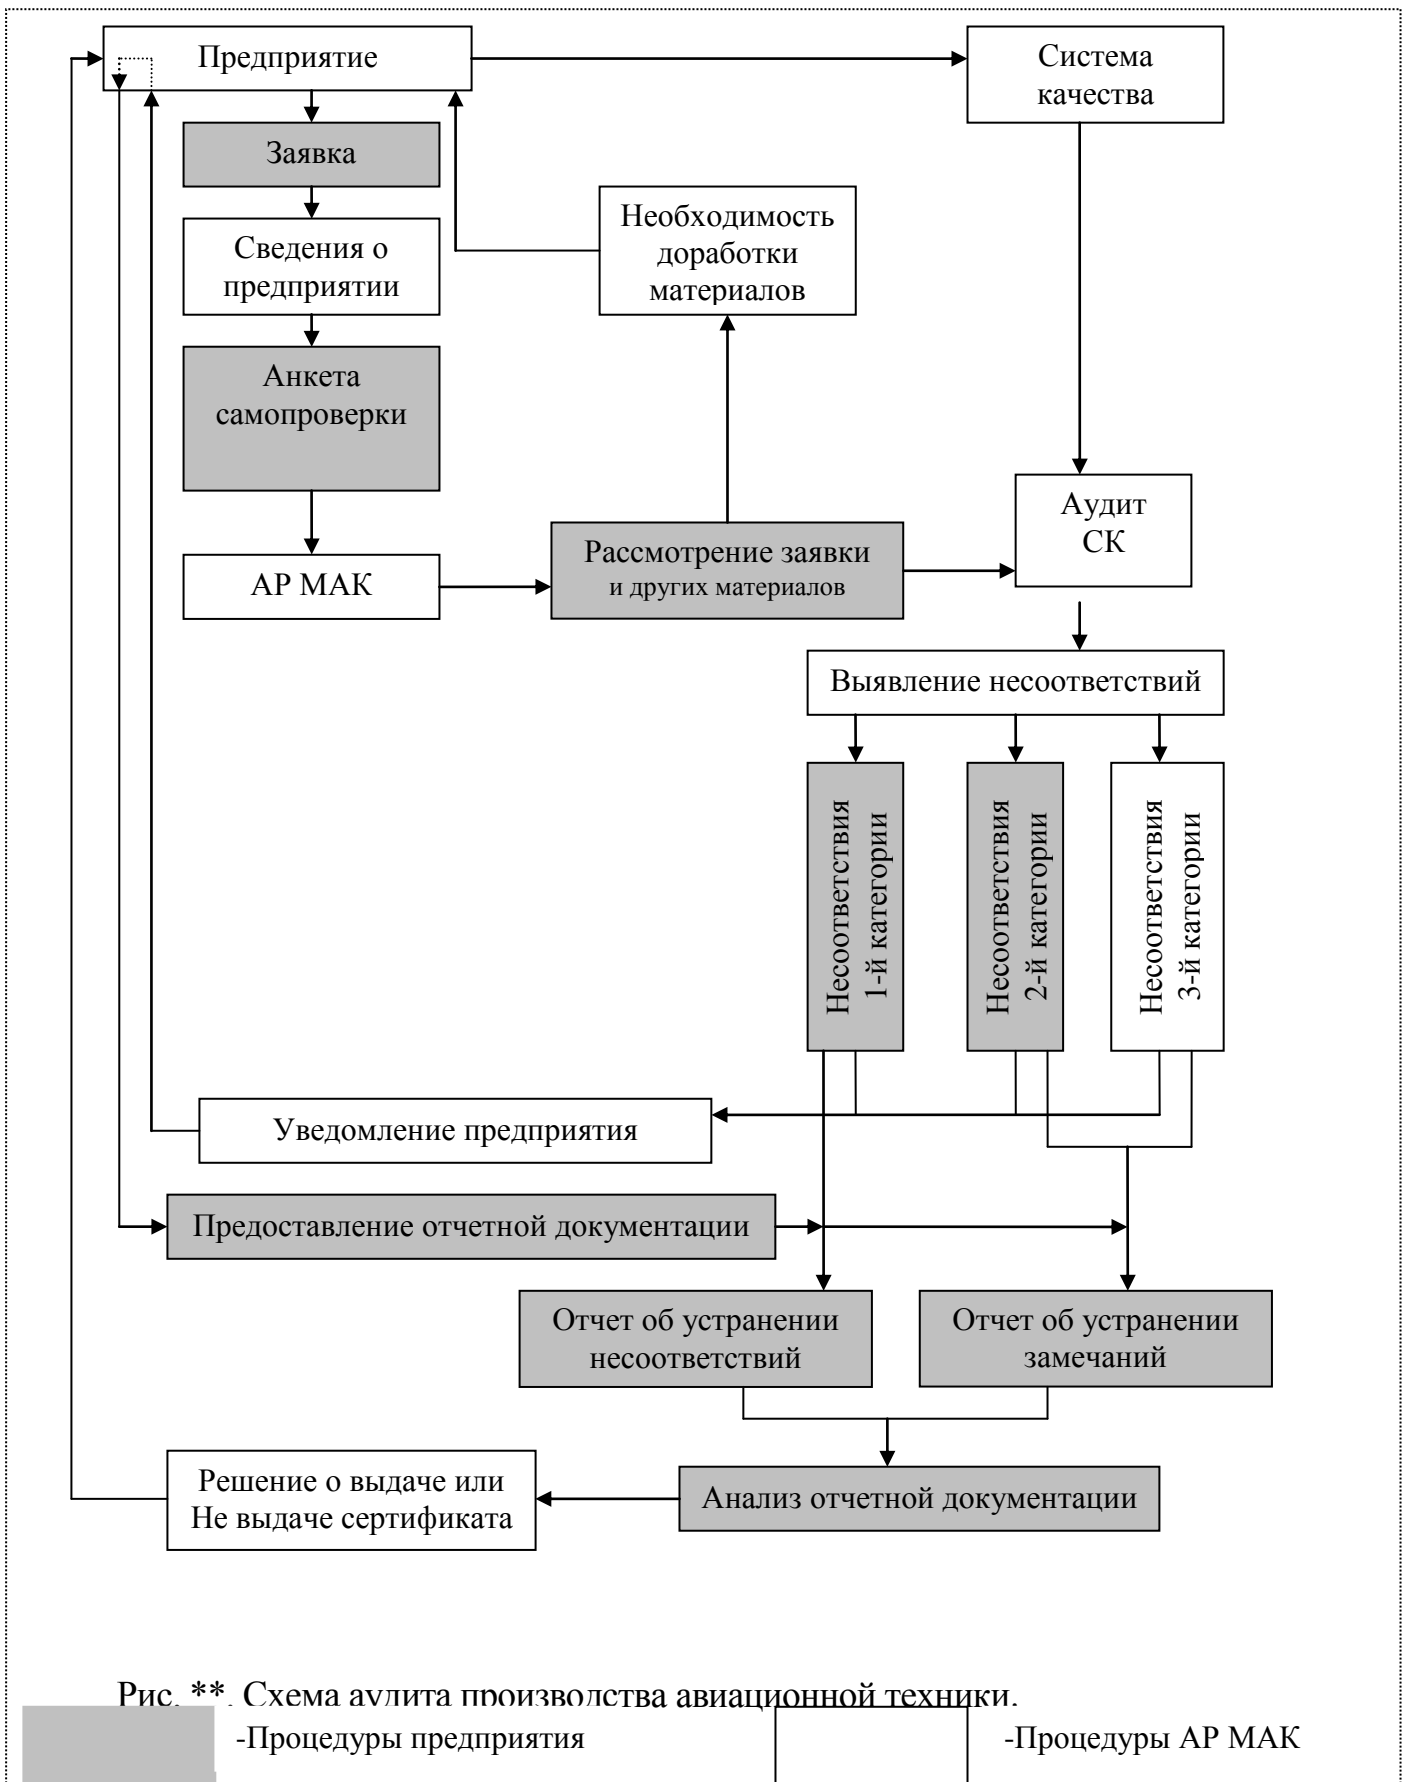 Предприятие
Система
качества
Заявка
Необходимость
доработки
материалов
Сведения о
предприятии
Анкета
самопроверки
Аудит
СК
Рассмотрение заявки
и других материалов
АР МАК
Выявление несоответствий
Несоответствия
1-й категории
Несоответствия
2-й категории
Несоответствия
3-й категории
Уведомление предприятия
Предоставление отчетной документации
Отчет об устранении
несоответствий
Отчет об устранении
замечаний
Решение о выдаче или
Не выдаче сертификата
Анализ отчетной документации
Рис. **. Схема аудита производства авиационной техники.
-Процедуры предприятия
-Процедуры АР МАК